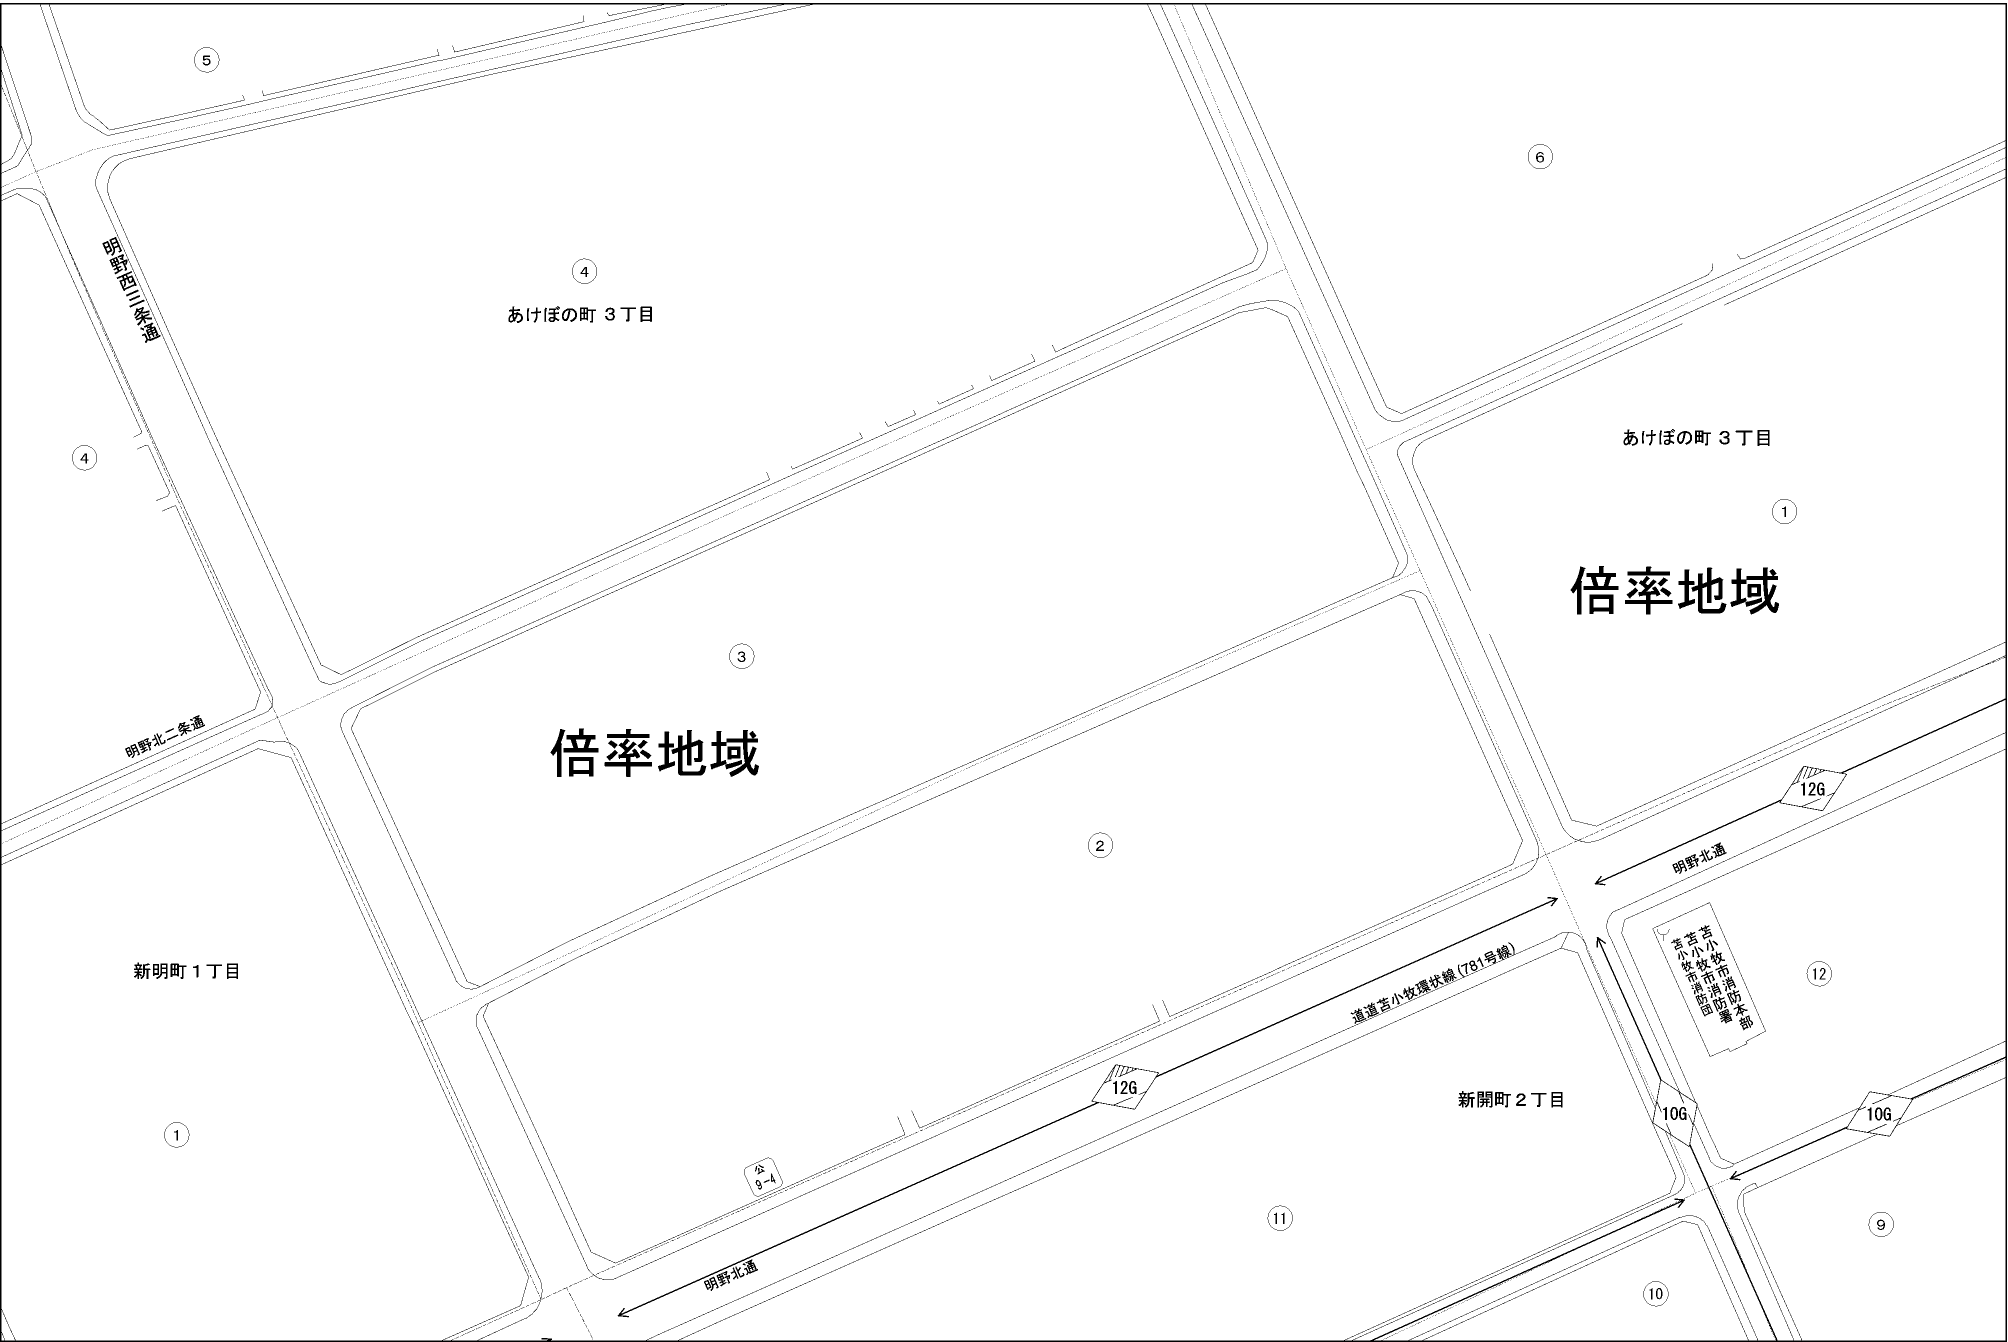 ⑤
⑥
明野西三条通
④
あけぼの町 3丁目
④
あけぼの町 3丁目
①
倍率地域
③
倍率地域
明野北二条通
12G
②
明野北通
新明町1丁目
苫小牧市消防本部
苫小牧市消防署
苫小牧市消防団
⑫
道道苫小牧環状線(781号線)
12G
新開町2丁目
10G
10G
①
公
9-4
⑪
⑨
明野北通
⑩